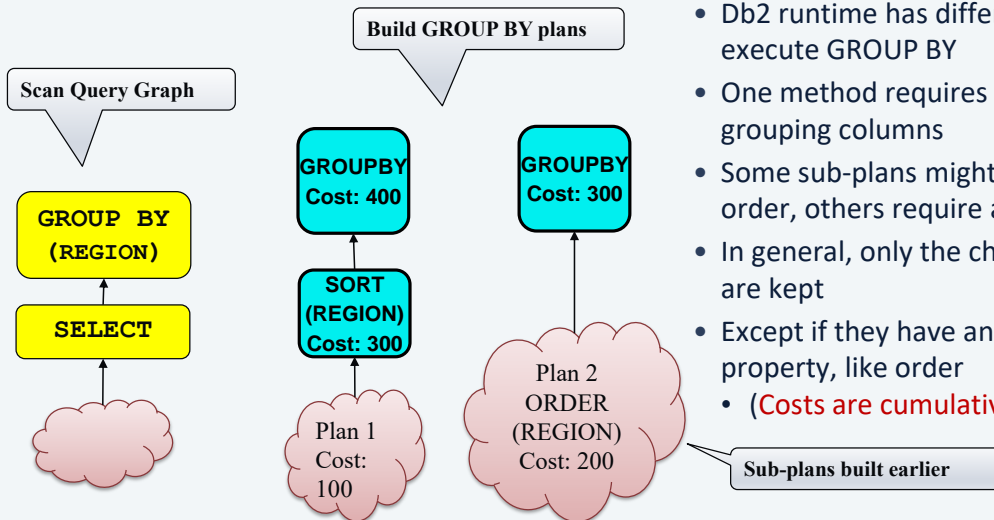 Build GROUP BY plans
Scan Query Graph
GROUP BY
(REGION)
SELECT
GROUPBY
Cost: 400
SORT
(REGION)
Cost: 300
Plan 1
Cost:
100
GROUPBY
Cost: 300
Plan 2
ORDER
(REGION)
Cost: 200
Sub-plans built earlier
• Db2 runtime has diffe
execute GROUP BY
• One method requires
grouping columns
• Some sub-plans might
order, others require a
• In general, only the ch
are kept
• Except if they have an
property, like order
• (Costs are cumulativ